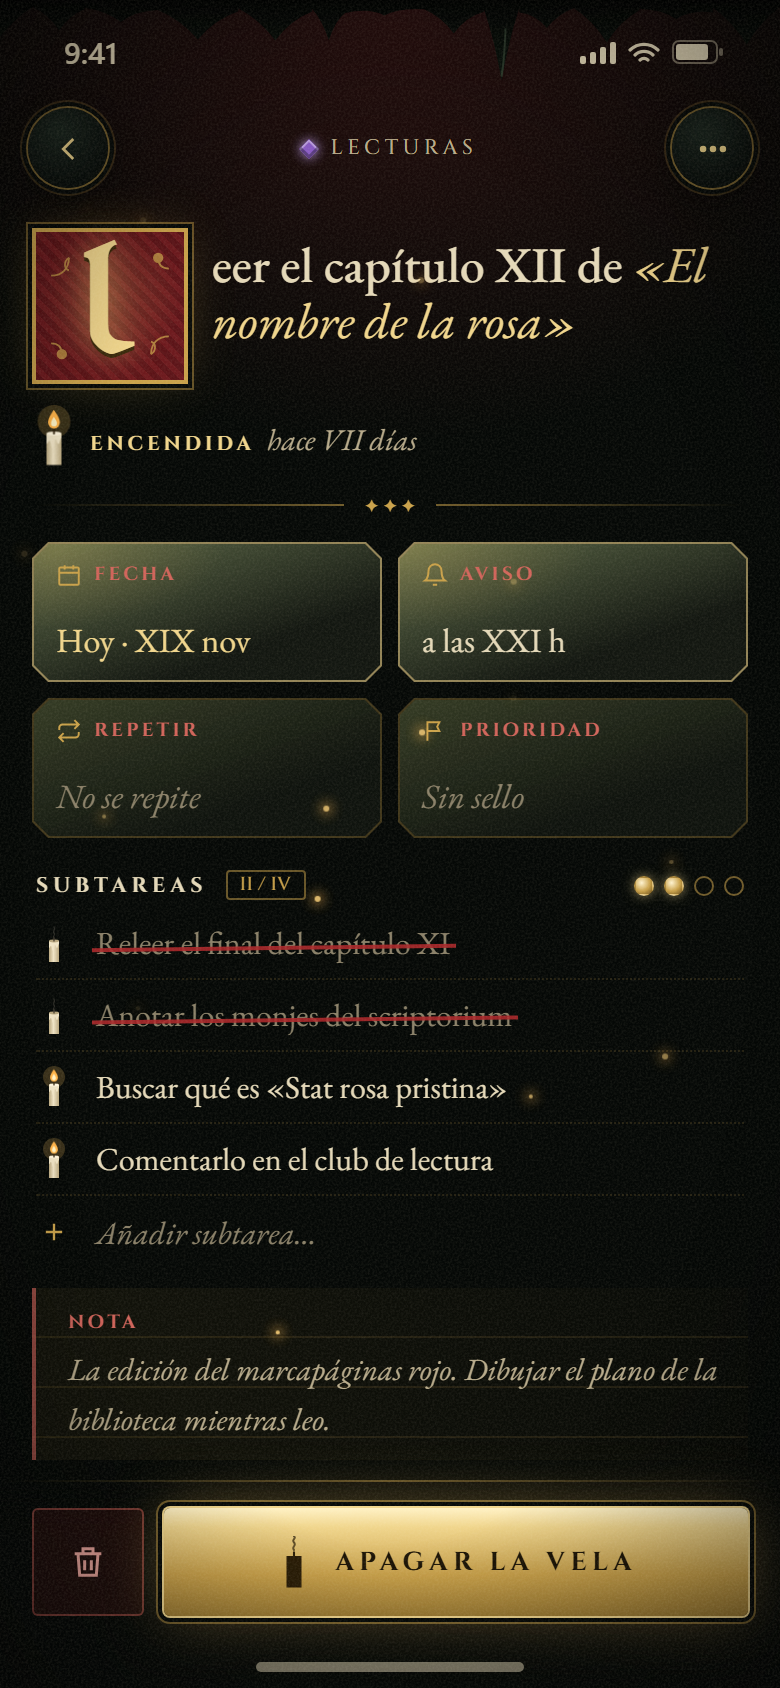 9:41
LECTURAS
Leer el capítulo XII de «El
nombre de la rosa»
ENCENDIDA hace VII días
FECHA
Hoy · XIX nov
AVISO
a las XXI h
REPETIR
No se repite
PRIORIDAD
Sin sello
SUBTAREAS II / IV
Releer el final del capítulo XI
Anotar los monjes del scriptorium
Buscar qué es «Stat rosa pristina»
Comentarlo en el club de lectura
+ Añadir subtarea...
NOTA
La edición del marcapáginas rojo. Dibujar el plano de la
biblioteca mientras leo.
APAGAR LA VELA